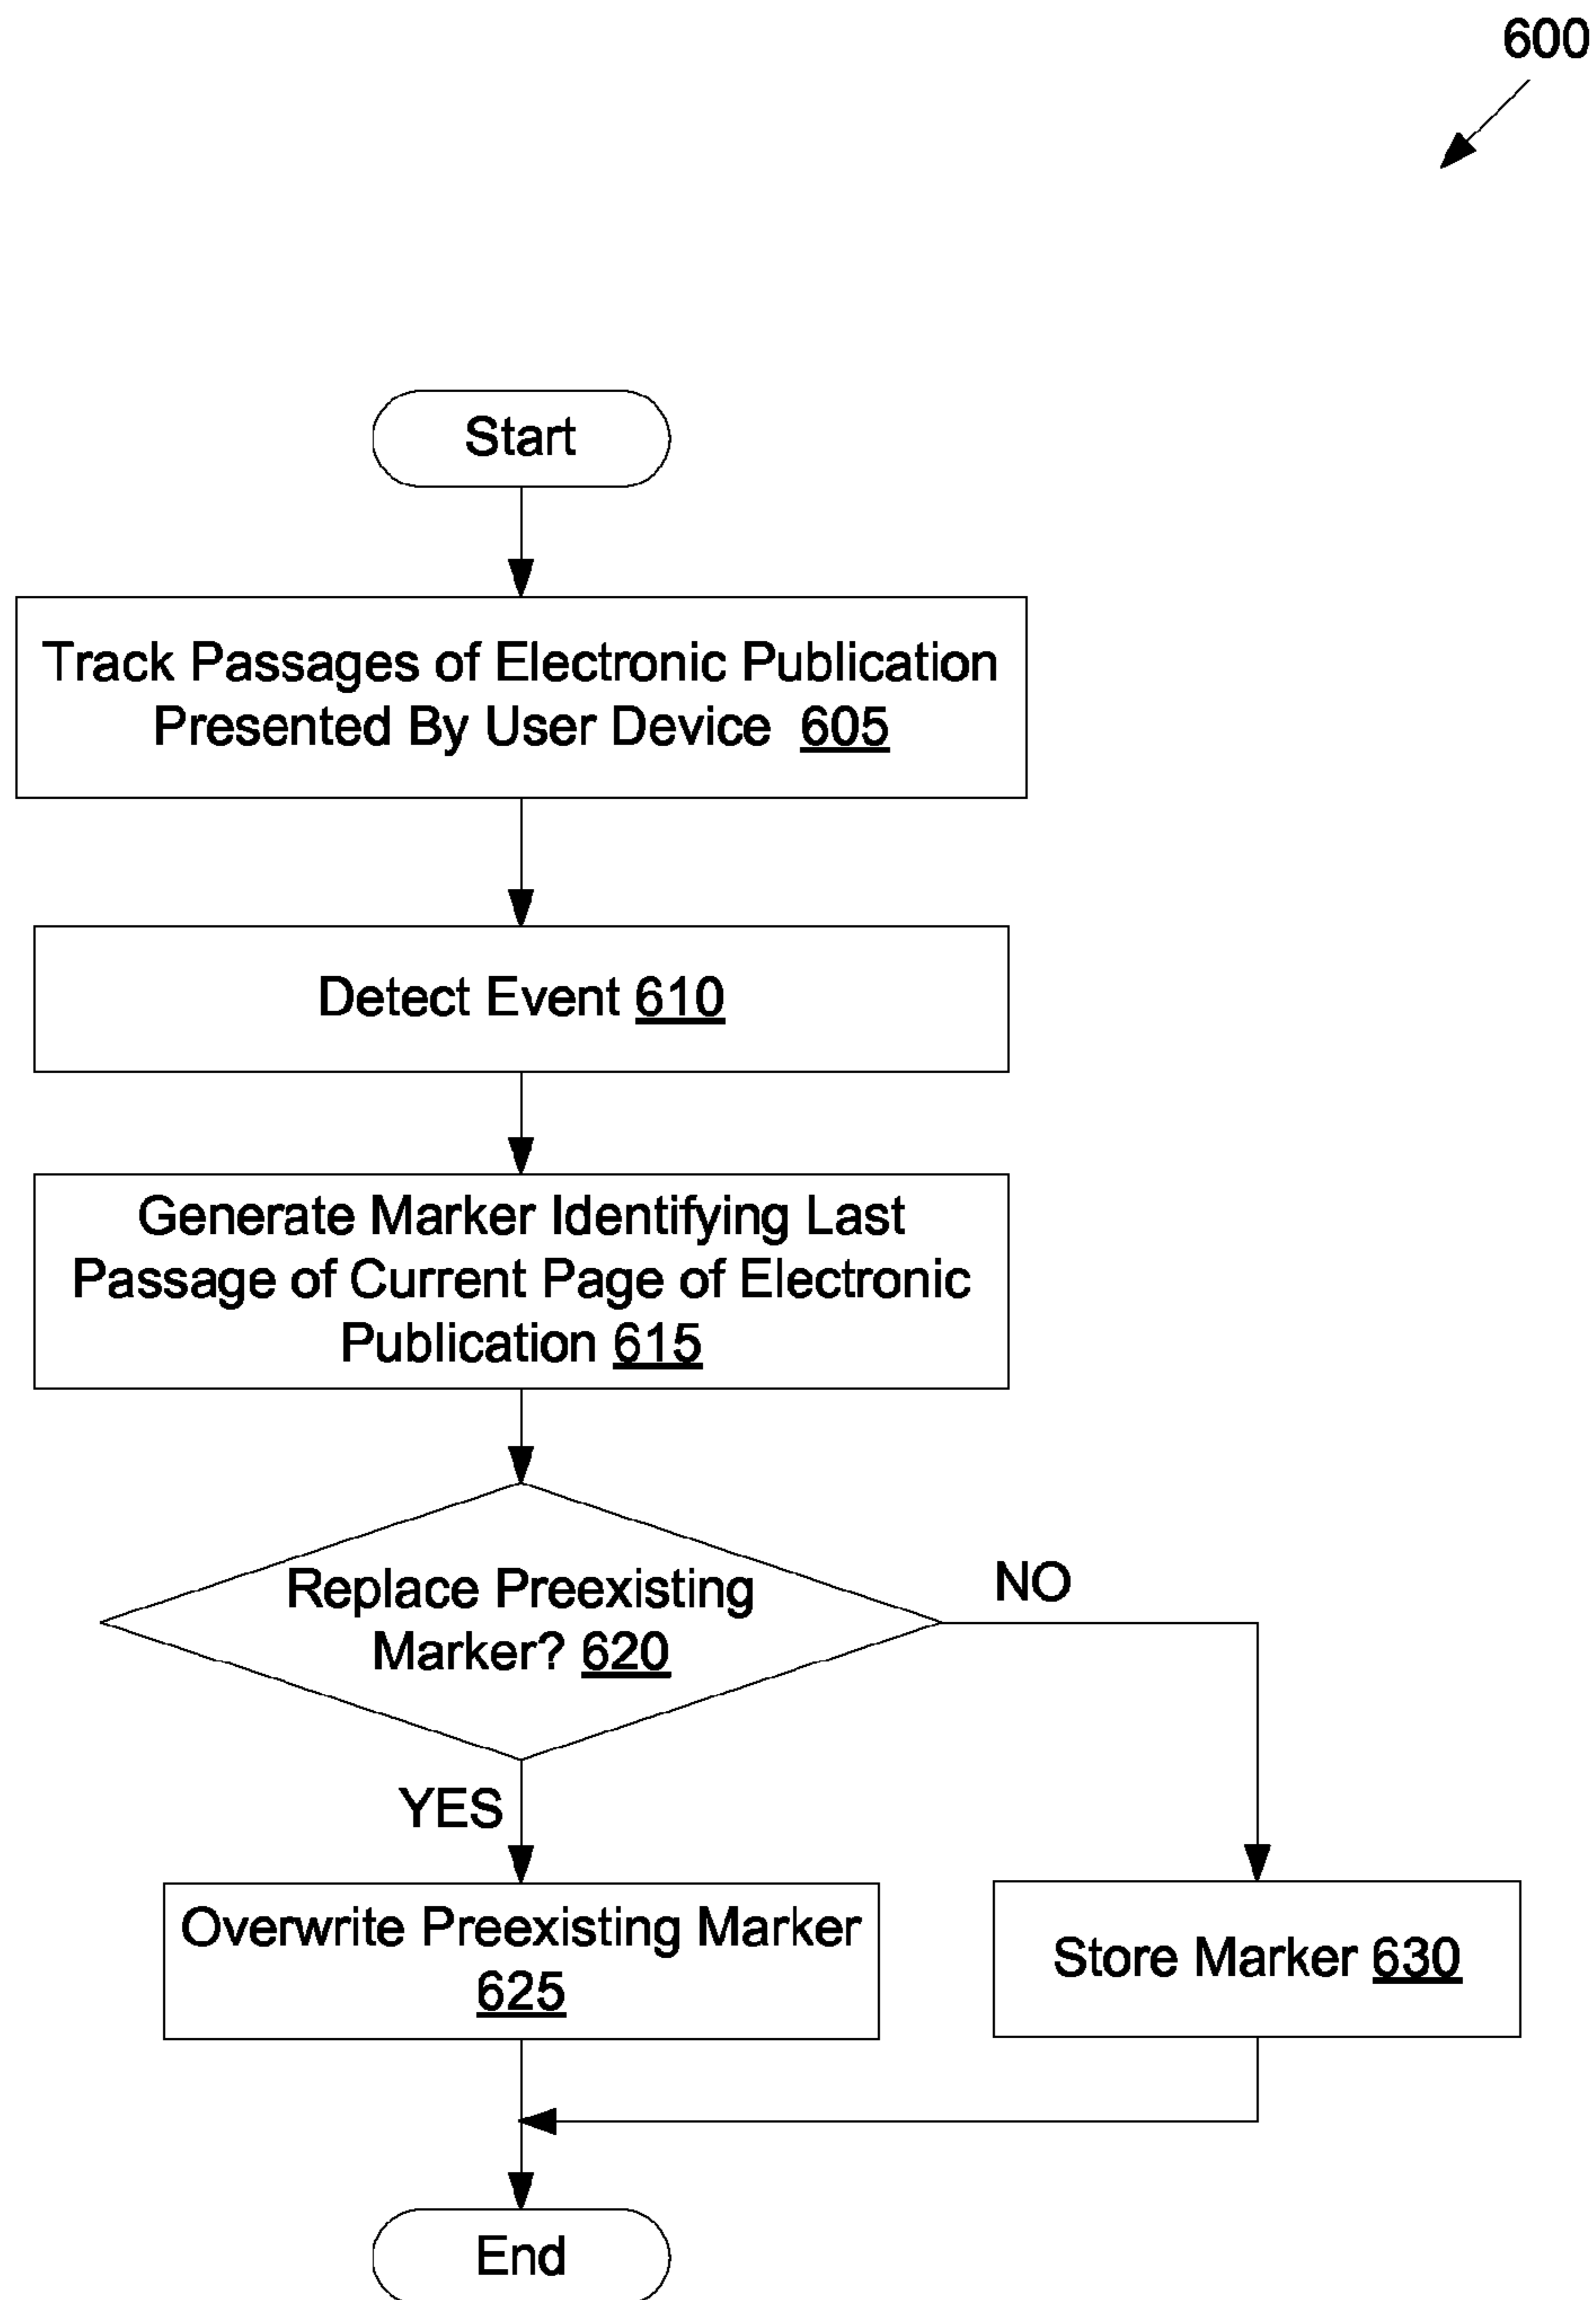 600
Start
Track Passages of Electronic Publication
Presented By User Device 605
Detect Event 610
Generate Marker Identifying Last
Passage of Current Page of Electronic
Publication 615
Replace Preexisting
Marker? 620
NO
YES
Overwrite Preexisting Marker
625
Store Marker 630
End